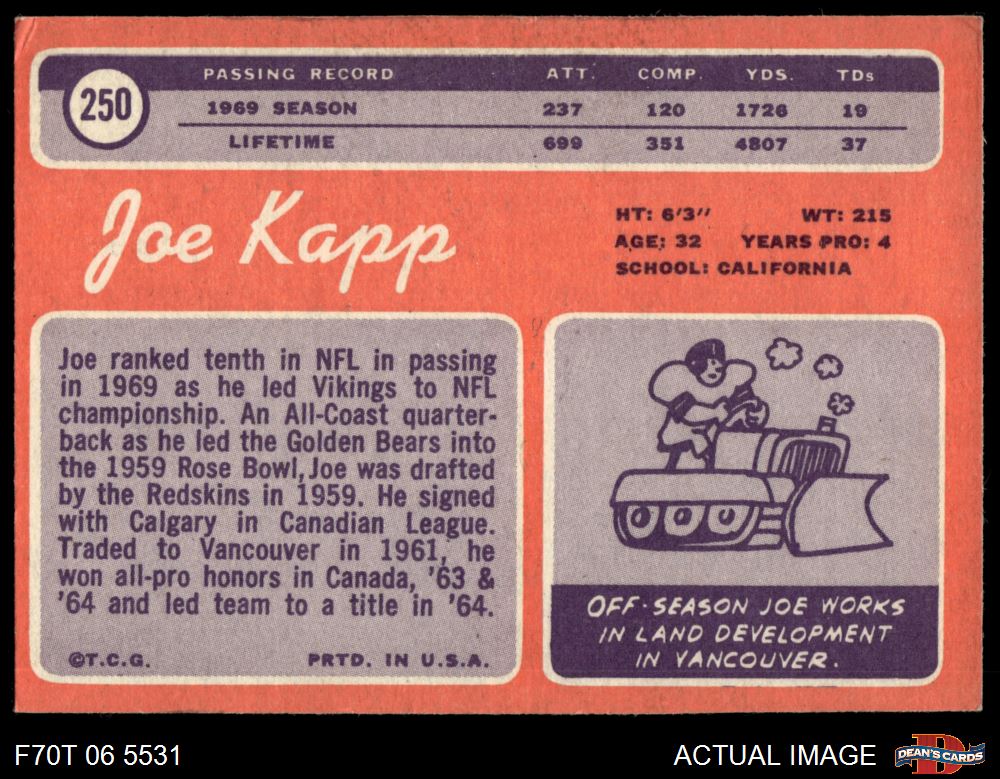 250
PASSING RECORD ATT. COMP. YDS. TDs
1969 SEASON 237 120 1726 19
LIFETIME 699 351 4807 37
Joe Kapp
HT: 6'3" WT: 215
AGE: 32 YEARS PRO: 4
SCHOOL: CALIFORNIA
Joe ranked tenth in NFL in passing
in 1969 as he led Vikings to NFL
championship. An All-Coast quarter-
back as he led the Golden Bears into
the 1959 Rose Bowl, Joe was drafted
by the Redskins in 1959. He signed
with Calgary in Canadian League.
Traded to Vancouver in 1961, he
won all-pro honors in Canada, '63 &
'64 and led team to a title in '64.
©T.C.G. PRTD. IN U.S.A.
OFF-SEASON JOE WORKS
IN LAND DEVELOPMENT
IN VANCOUVER.
F70T 06 5531 ACTUAL IMAGE DEAN'S CARDS